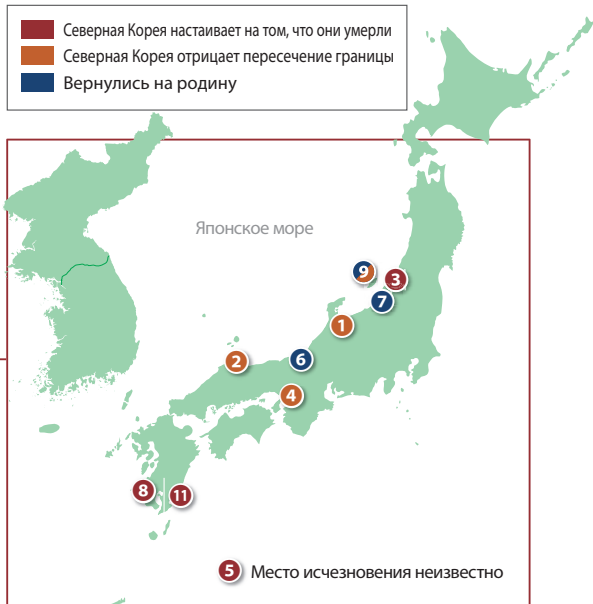 Северная Корея настаивает на том, что они умерли
Северная Корея отрицает пересечение границы
Вернулись на родину
Японское море
9
3
7
1
2
6
4
8
11
5 Место исчезновения неизвестно